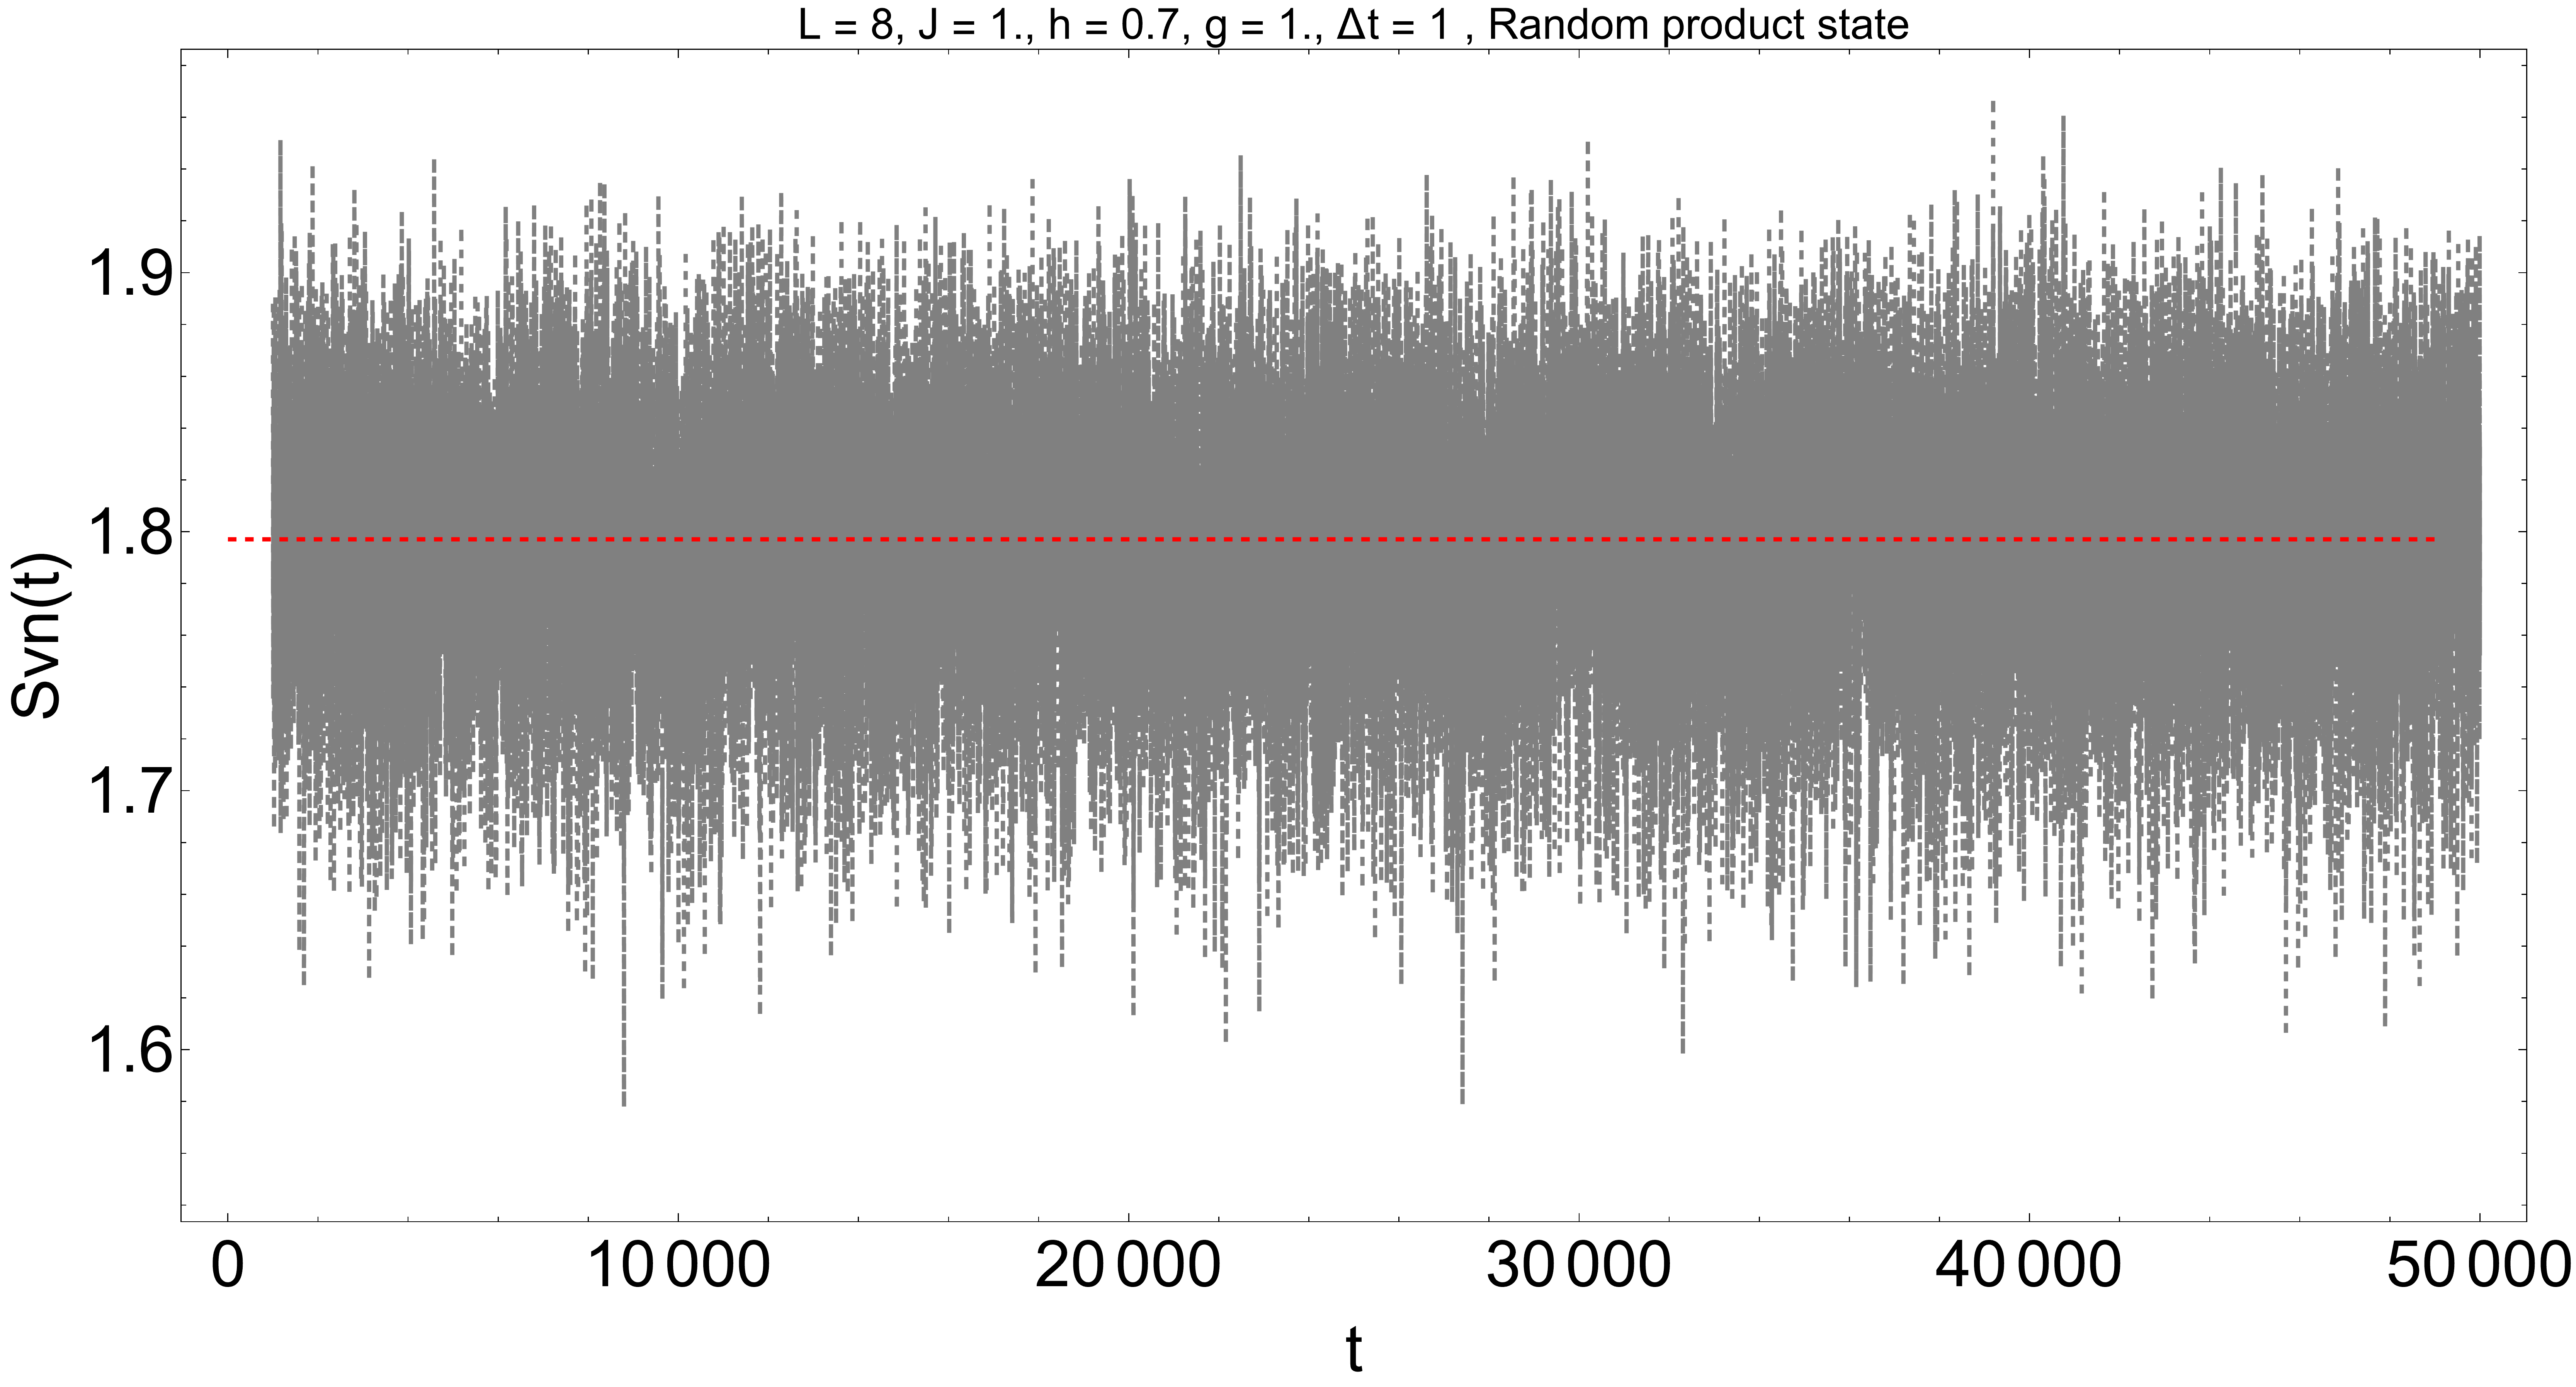 L = 8, J = 1., h = 0.7, g = 1., Δt = 1 , Random product state
Svn(t)
1.9
1.8
1.7
1.6
0 10 000 20 000 30 000 40 000 50 000
t